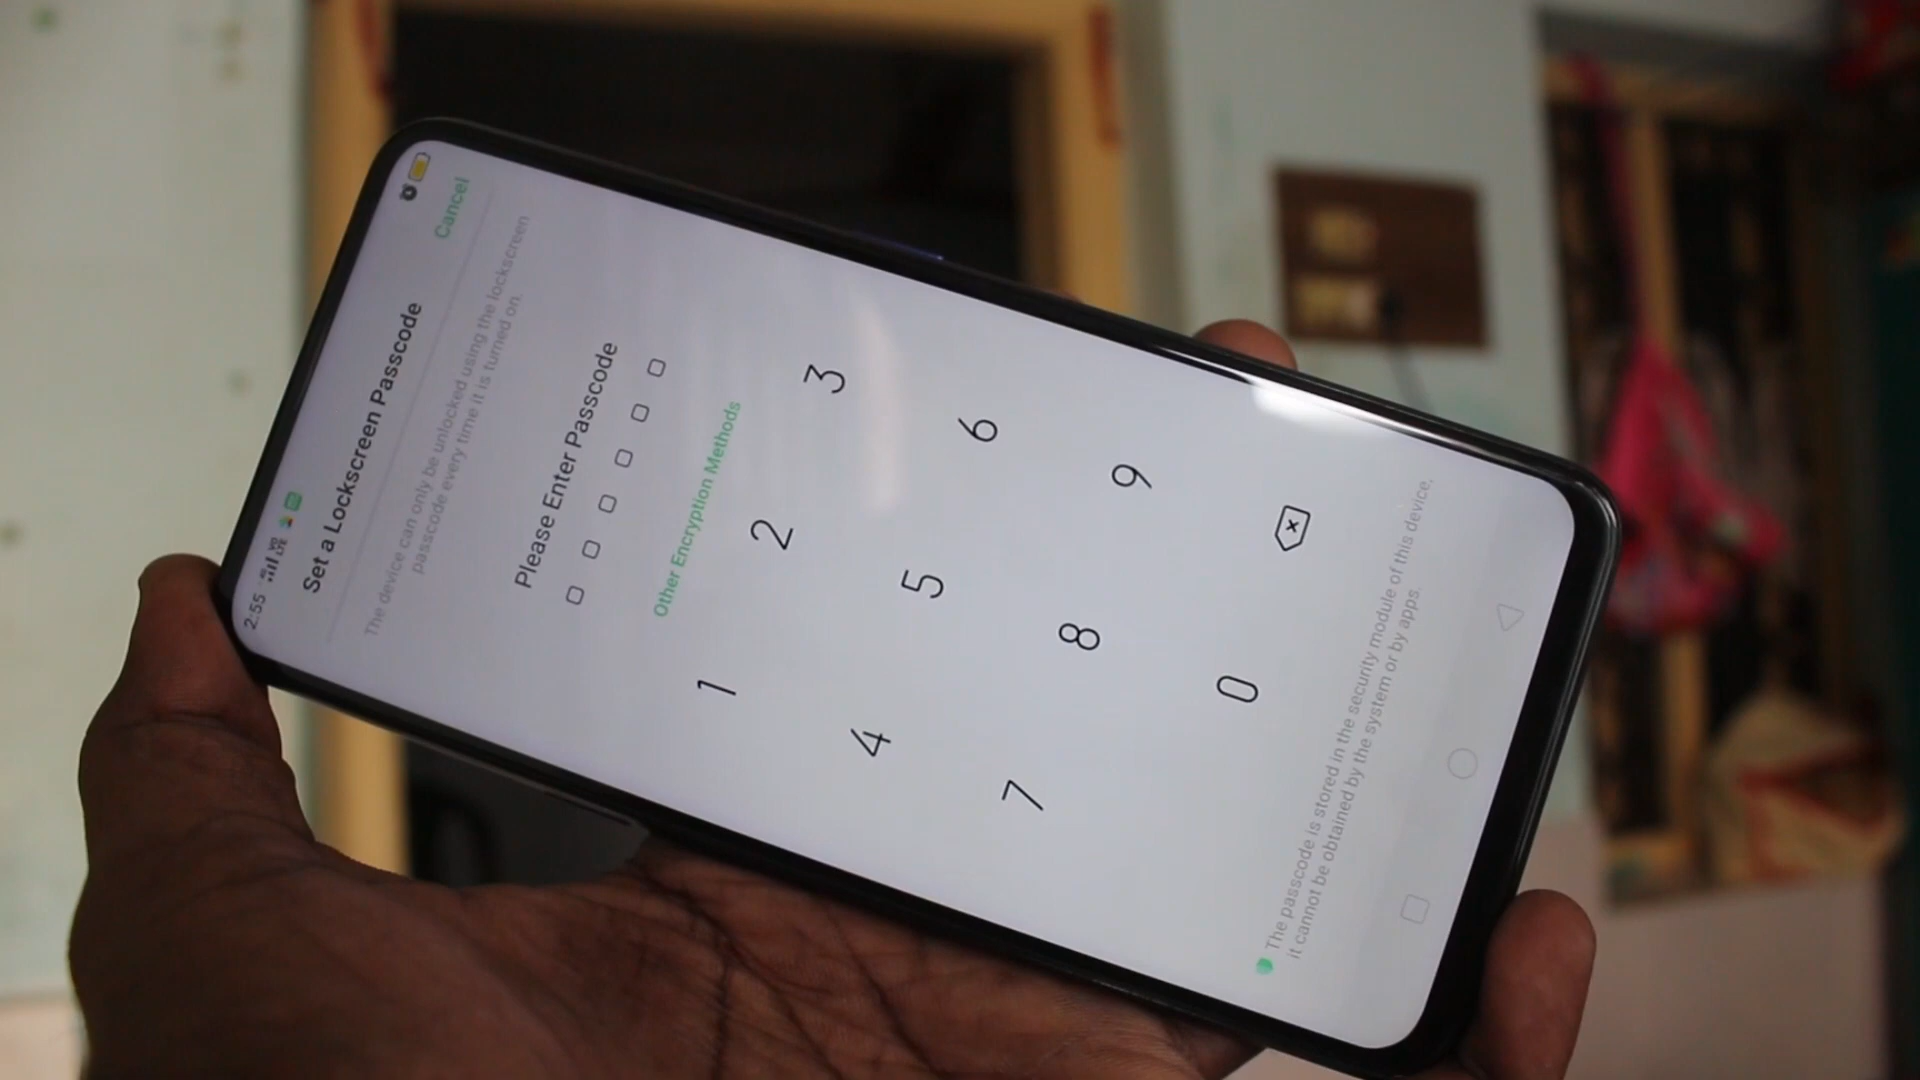 2:55 4G VO LTE
Set a Lockscreen Passcode
Cancel
The device can only be unlocked using the lockscreen
passcode every time it is turned on.
Please Enter Passcode
Other Encryption Methods
1 2 3
4 5 6
7 8 9
0
The passcode is stored in the security module of this device,
it cannot be obtained by the system or by apps.